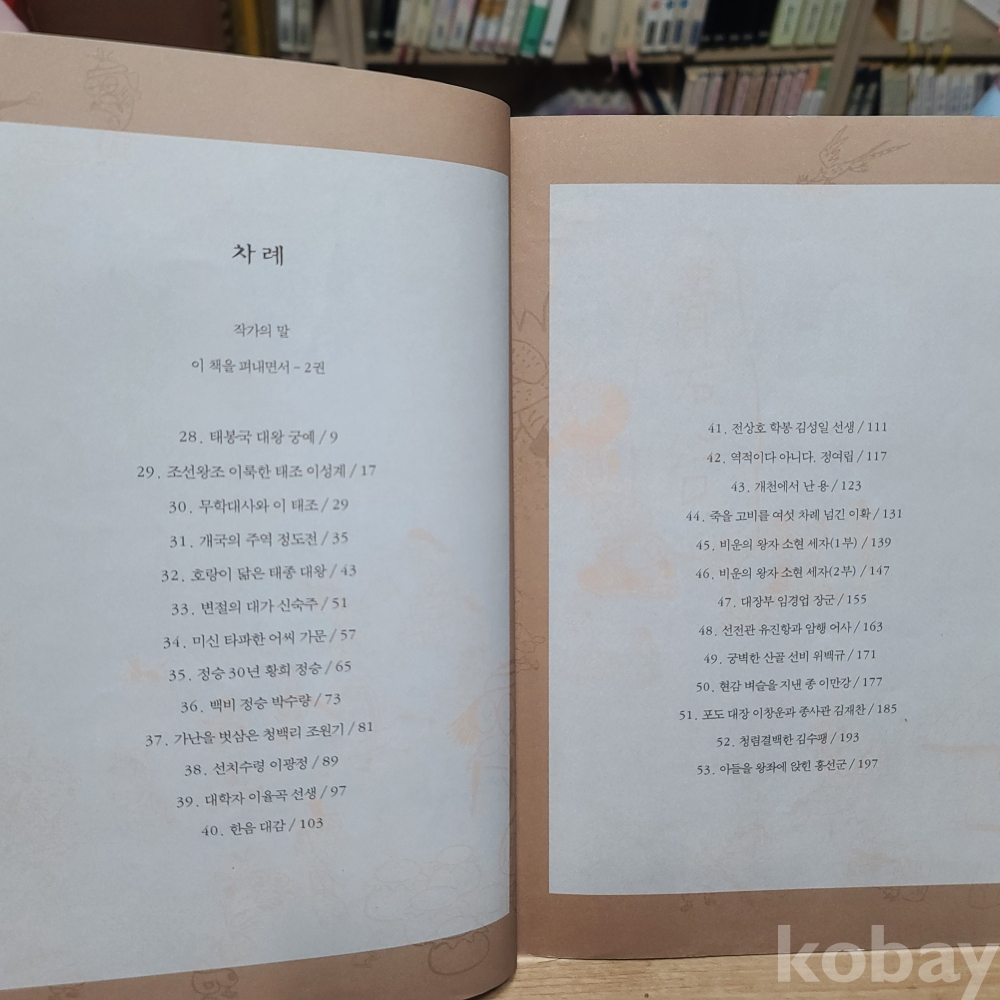 차 례
작가의 말
이 책을 펴내면서 - 2권
28. 태봉국 대왕 궁예 / 9
29. 조선왕조 이룩한 태조 이성계 / 17
30. 무학대사와 이 태조 / 29
31. 개국의 주역 정도전 / 35
32. 호랑이 닮은 태종 대왕 / 43
33. 변절의 대가 신숙주 / 51
34. 미신 타파한 어씨 가문 / 57
35. 정승 30년 황희 정승 / 65
36. 백비 정승 박수량 / 73
37. 가난을 벗삼은 청백리 조원기 / 81
38. 선치수령 이광정 / 89
39. 대학자 이율곡 선생 / 97
40. 한음 대감 / 103
41. 전상호 학봉 김성일 선생 / 111
42. 역적이다 아니다. 정여립 / 117
43. 개천에서 난 용 / 123
44. 죽을 고비를 여섯 차례 넘긴 이확 / 131
45. 비운의 왕자 소현 세자(1부) / 139
46. 비운의 왕자 소현 세자(2부) / 147
47. 대장부 임경업 장군 / 155
48. 선전관 유진항과 암행 어사 / 163
49. 궁벽한 산골 선비 위백규 / 171
50. 현감 벼슬을 지낸 종 이만강 / 177
51. 포도 대장 이창운과 종사관 김재찬 / 185
52. 청렴결백한 김수팽 / 193
53. 아들을 왕좌에 앉힌 흥선군 / 197
kobay